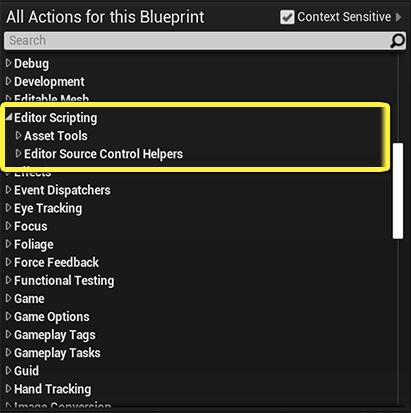 All Actions for this Blueprint Context Sensitive
Search
Debug
Development
Editable Mesh
Editor Scripting
Asset Tools
Editor Source Control Helpers
Effects
Event Dispatchers
Eye Tracking
Focus
Foliage
Force Feedback
Functional Testing
Game
Game Options
Gameplay Tags
Gameplay Tasks
Guid
Hand Tracking
Image Conversion